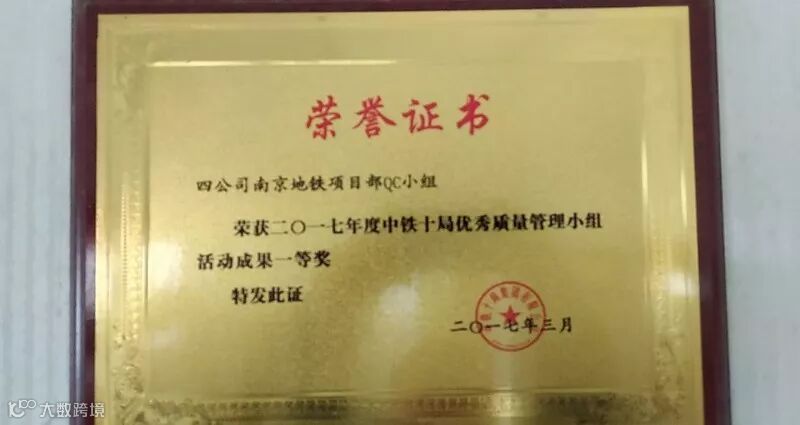 荣誉证书
四公司南京地铁项目部QC小组
荣获二〇一七年度中铁十局优秀质量管理小组
活动成果一等奖
特发此证
二〇一七年三月
大数跨境